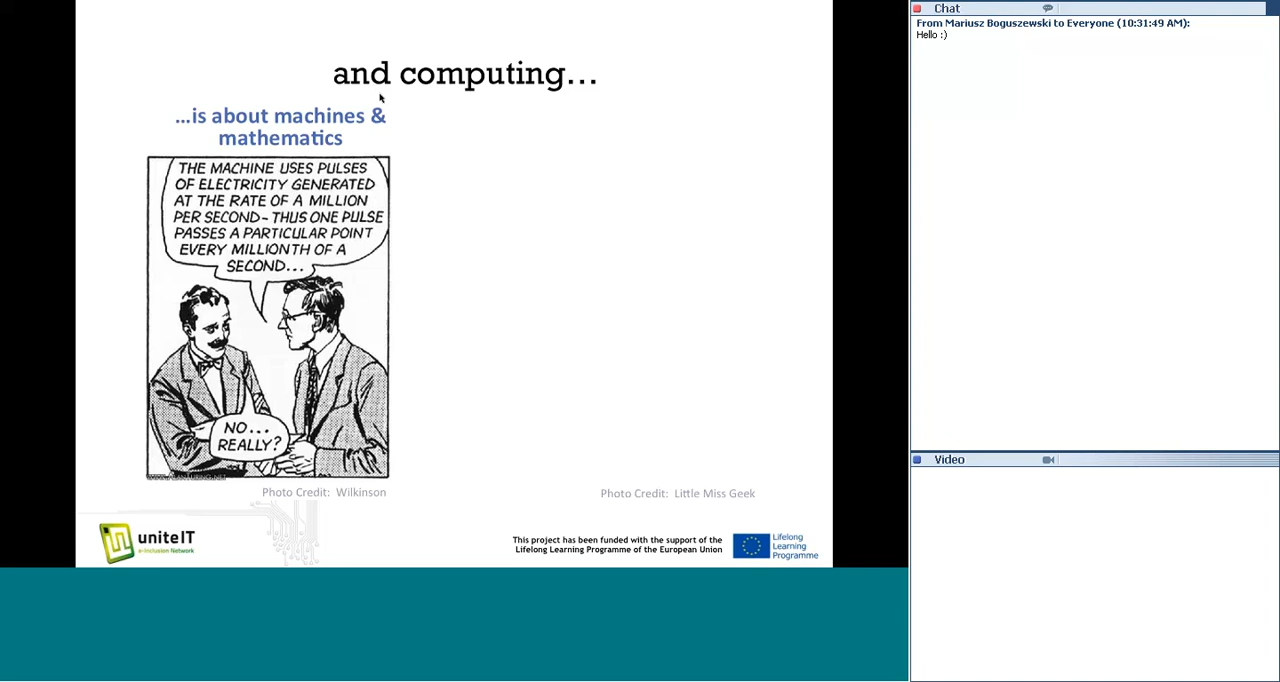 and computing...
...is about machines &
mathematics
THE MACHINE USES PULSES
OF ELECTRICITY GENERATED
AT THE RATE OF A MILLION
PER SECOND- THUS ONE PULSE
PASSES A PARTICULAR POINT
EVERY MILLIONTH OF A
SECOND...
NO...
REALLY?
Photo Credit: Wilkinson
Photo Credit: Little Miss Geek
uniteIT
e-Inclusion Network
This project has been funded with the support of the
Lifelong Learning Programme of the European Union
Lifelong
Learning
Programme
Chat
From Mariusz Boguszewski to Everyone (10:31:49 AM):
Hello :)
Video